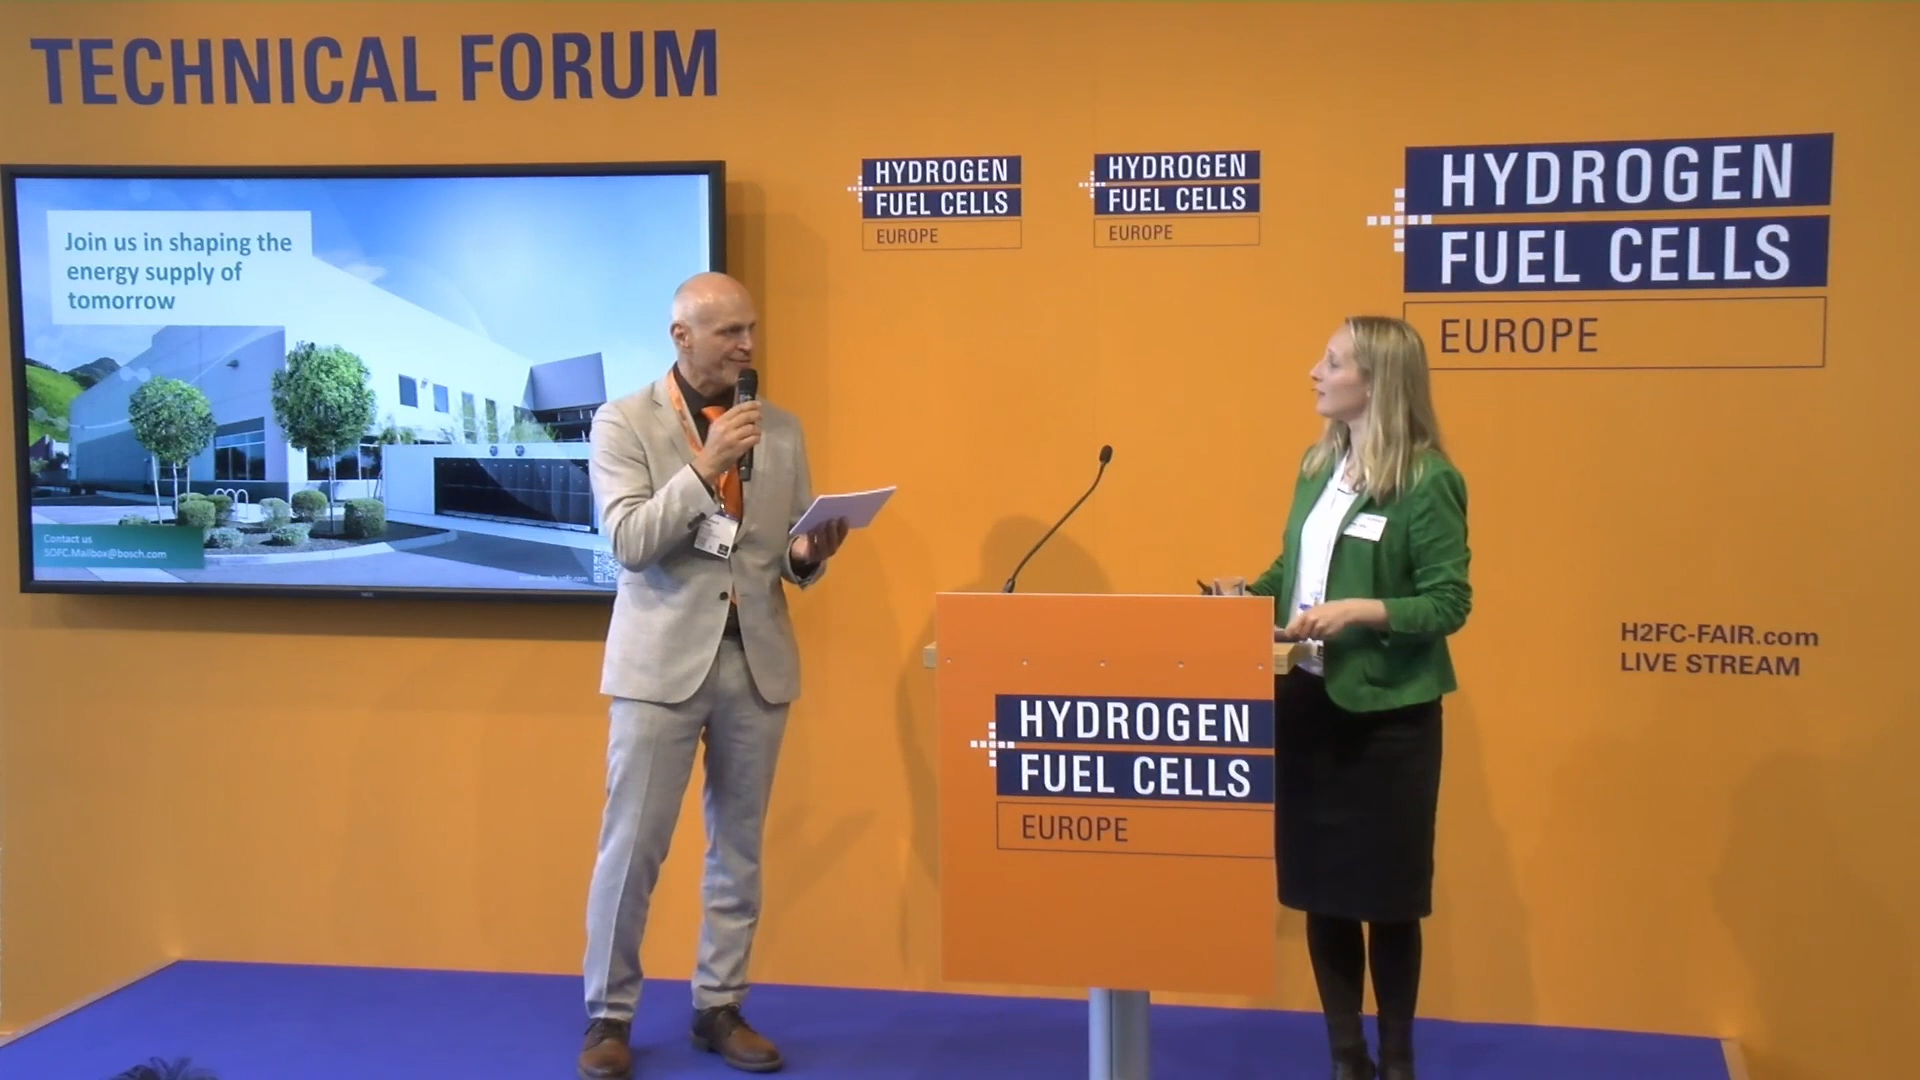 TECHNICAL FORUM
Join us in shaping the
energy supply of
tomorrow
Contact us
SOFC.Mailbox@bosch.com
HYDROGEN
FUEL CELLS
EUROPE
HYDROGEN
FUEL CELLS
EUROPE
HYDROGEN
FUEL CELLS
EUROPE
H2FC-FAIR.com
LIVE STREAM
HYDROGEN
FUEL CELLS
EUROPE